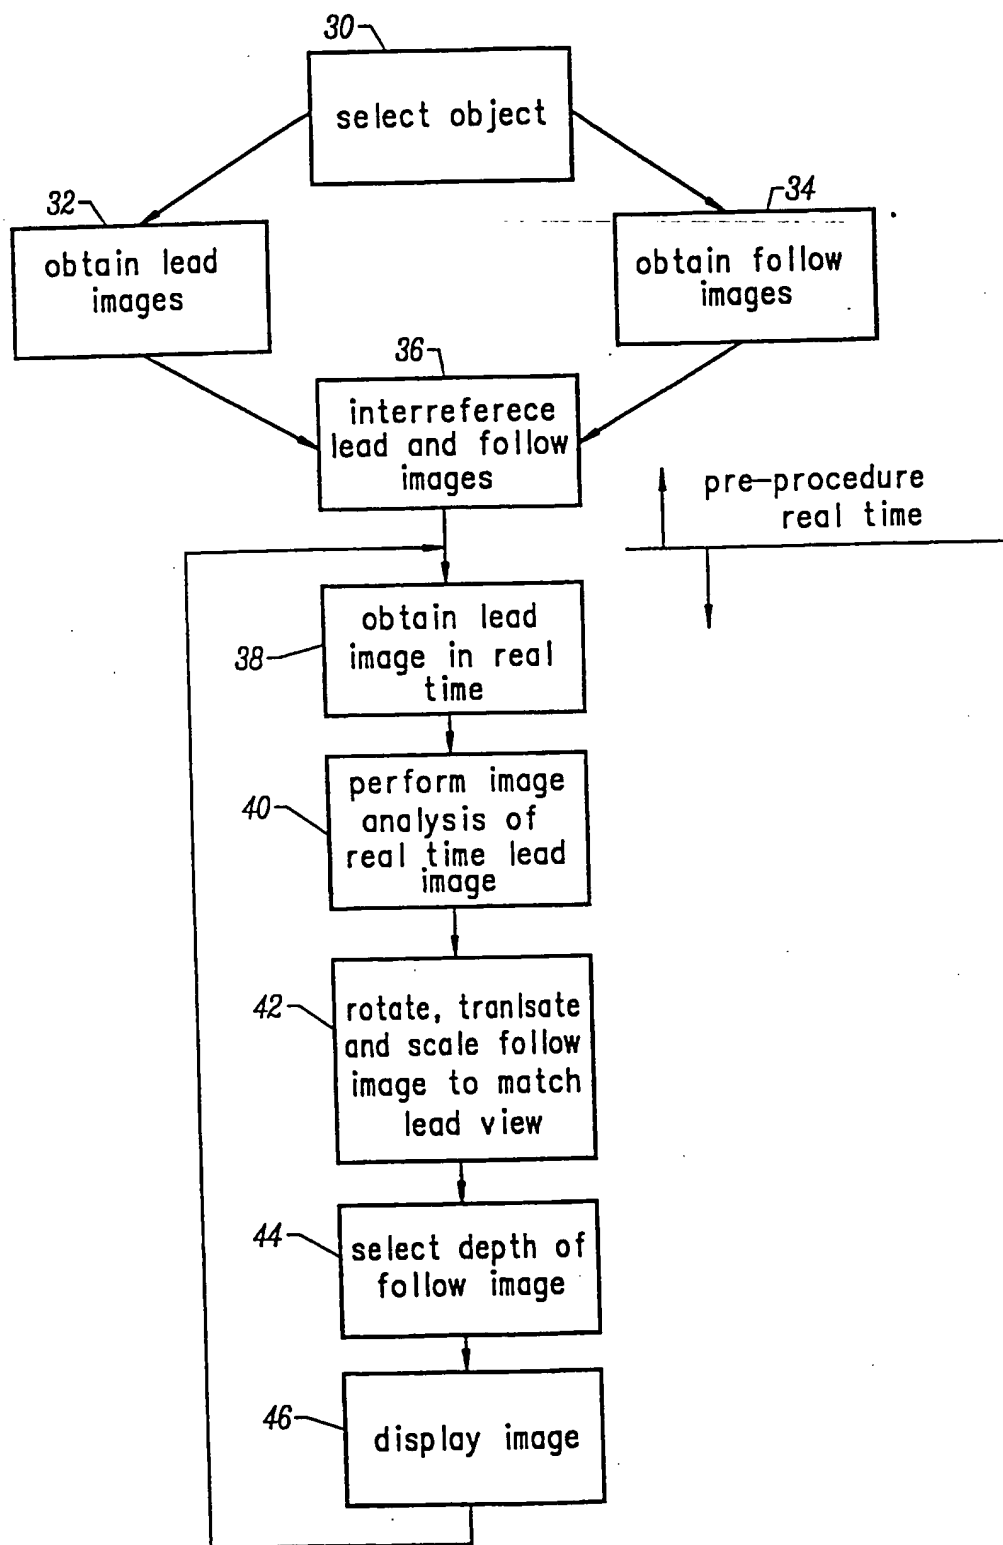 30
select object
32
obtain lead
images
34
obtain follow
images
36
interreferece
lead and follow
images
pre-procedure
real time
38
obtain lead
image in real
time
40
perform image
analysis of
real time lead
image
42
rotate, tranlsate
and scale follow
image to match
lead view
44
select depth of
follow image
46
display image